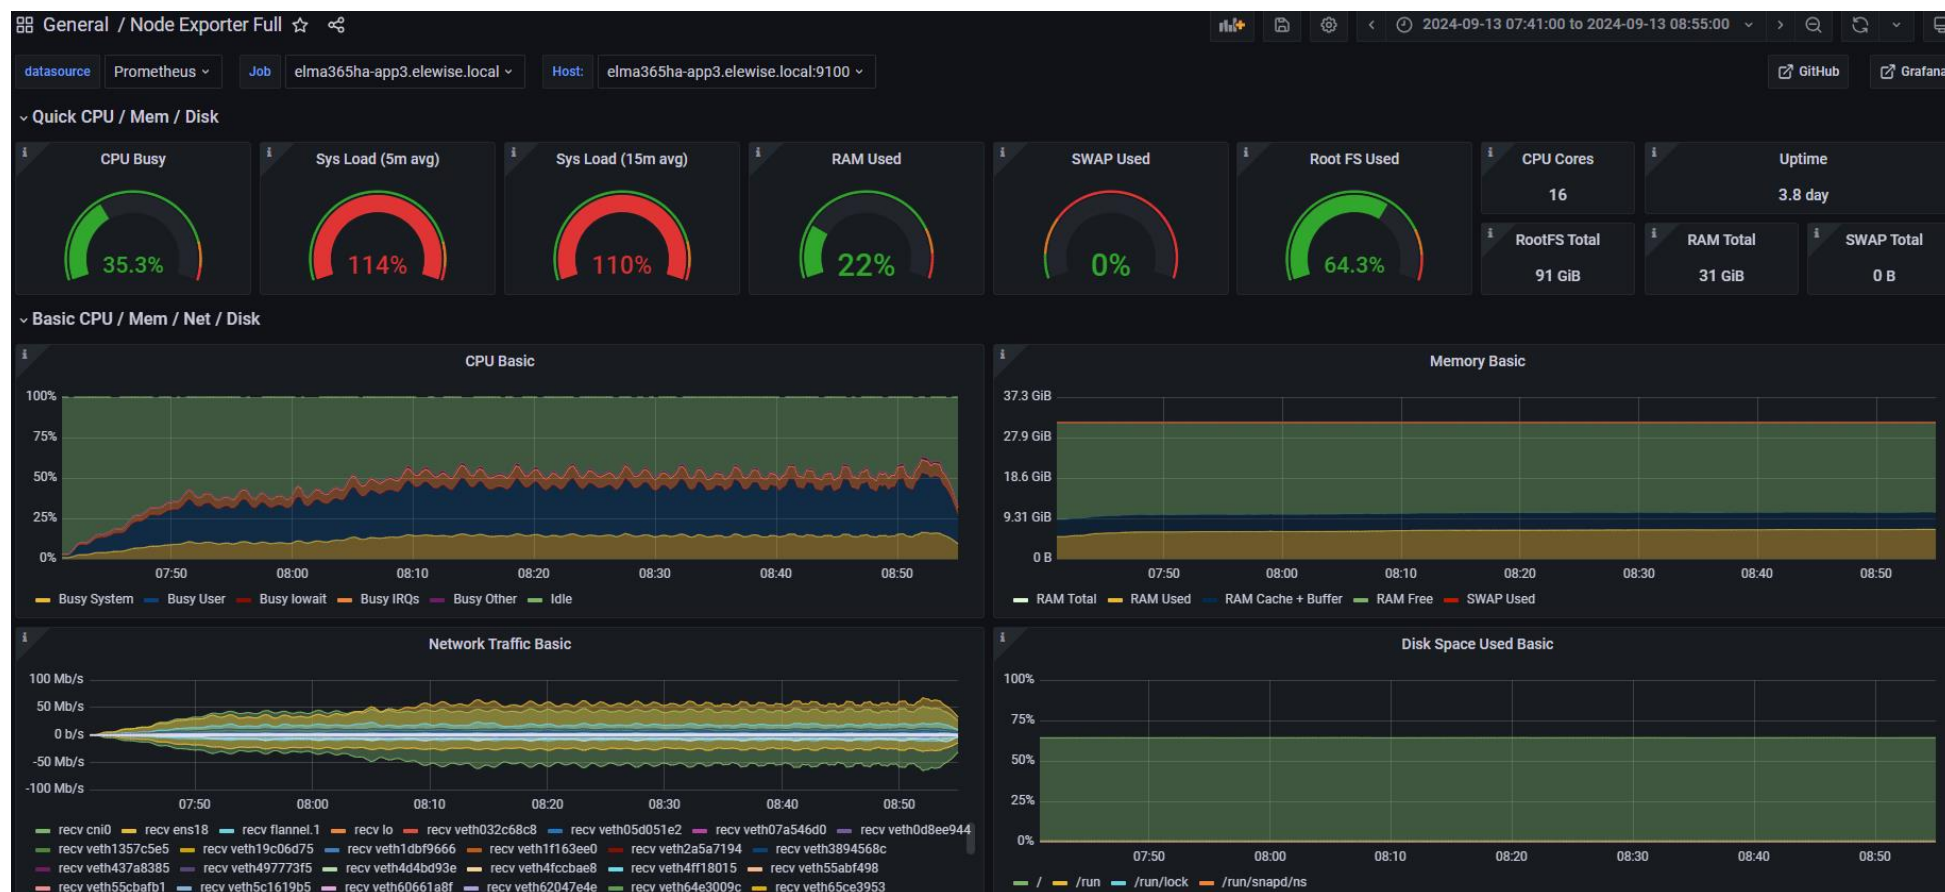 General / Node Exporter Full
2024-09-13 07:41:00 to 2024-09-13 08:55:00
datasource Prometheus Job elma365ha-app3.elewise.local Host: elma365ha-app3.elewise.local:9100 GitHub Grafana
Quick CPU / Mem / Disk
CPU Busy
35.3%
Sys Load (5m avg)
114%
Sys Load (15m avg)
110%
RAM Used
22%
SWAP Used
0%
Root FS Used
64.3%
CPU Cores
16
Uptime
3.8 day
RootFS Total
91 GiB
RAM Total
31 GiB
SWAP Total
0 B
Basic CPU / Mem / Net / Disk
CPU Basic
100%
75%
50%
25%
0%
07:50 08:00 08:10 08:20 08:30 08:40 08:50
Busy System Busy User Busy Iowait Busy IRQs Busy Other Idle
Memory Basic
37.3 GiB
27.9 GiB
18.6 GiB
9.31 GiB
0 B
07:50 08:00 08:10 08:20 08:30 08:40 08:50
RAM Total RAM Used RAM Cache + Buffer RAM Free SWAP Used
Network Traffic Basic
100 Mb/s
50 Mb/s
0 b/s
-50 Mb/s
-100 Mb/s
07:50 08:00 08:10 08:20 08:30 08:40 08:50
recv cni0 recv ens18 recv flannel.1 recv lo recv veth032c68c8 recv veth05d051e2 recv veth07a546d0 recv veth0d8ee944
recv veth1357c5e5 recv veth19c06d75 recv veth1dbf9666 recv veth1f163ee0 recv veth2a5a7194 recv veth3894568c
recv veth437a8385 recv veth497773f5 recv veth4d4bd93e recv veth4fccbae8 recv veth4ff18015 recv veth55abf498
recv veth55cbafb1 recv veth5c1619b5 recv veth60661a8f recv veth62047e4e recv veth64e3009c recv veth65ce3953
Disk Space Used Basic
100%
75%
50%
25%
0%
07:50 08:00 08:10 08:20 08:30 08:40 08:50
/ /run /run/lock /run/snapd/ns